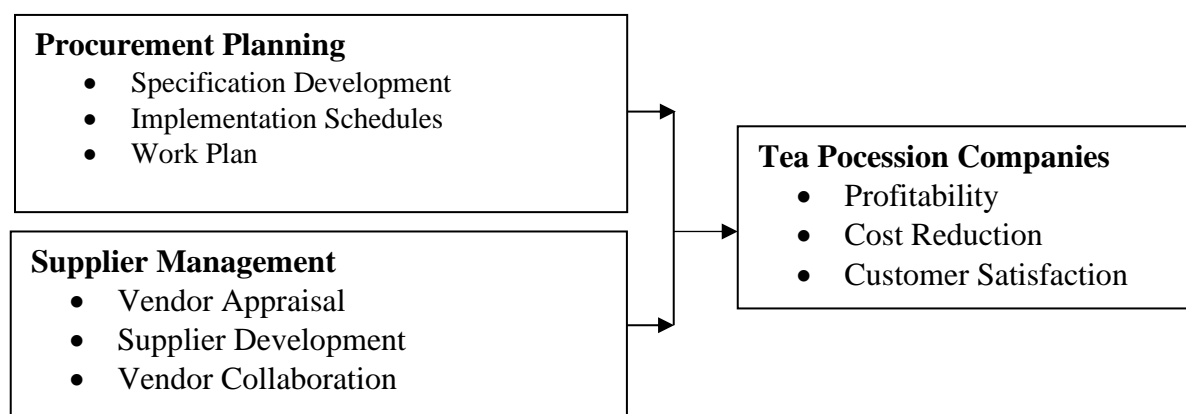 Procurement Planning
• Specification Development
• Implementation Schedules
• Work Plan
Supplier Management
• Vendor Appraisal
• Supplier Development
• Vendor Collaboration
Tea Pocession Companies
• Profitability
• Cost Reduction
• Customer Satisfaction